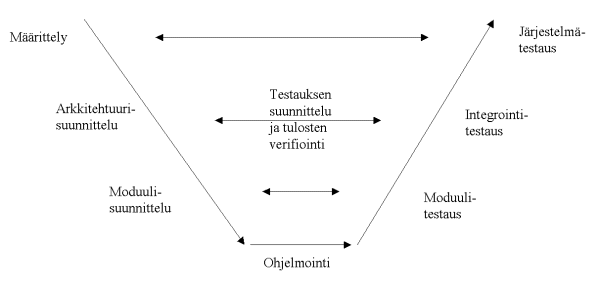 Määrittely
Järjestelmä-
testaus
Arkkitehtuuri-
suunnittelu
Testauksen
suunnittelu
ja tulosten
verifiointi
Integrointi-
testaus
Moduuli-
suunnittelu
Moduuli-
testaus
Ohjelmointi